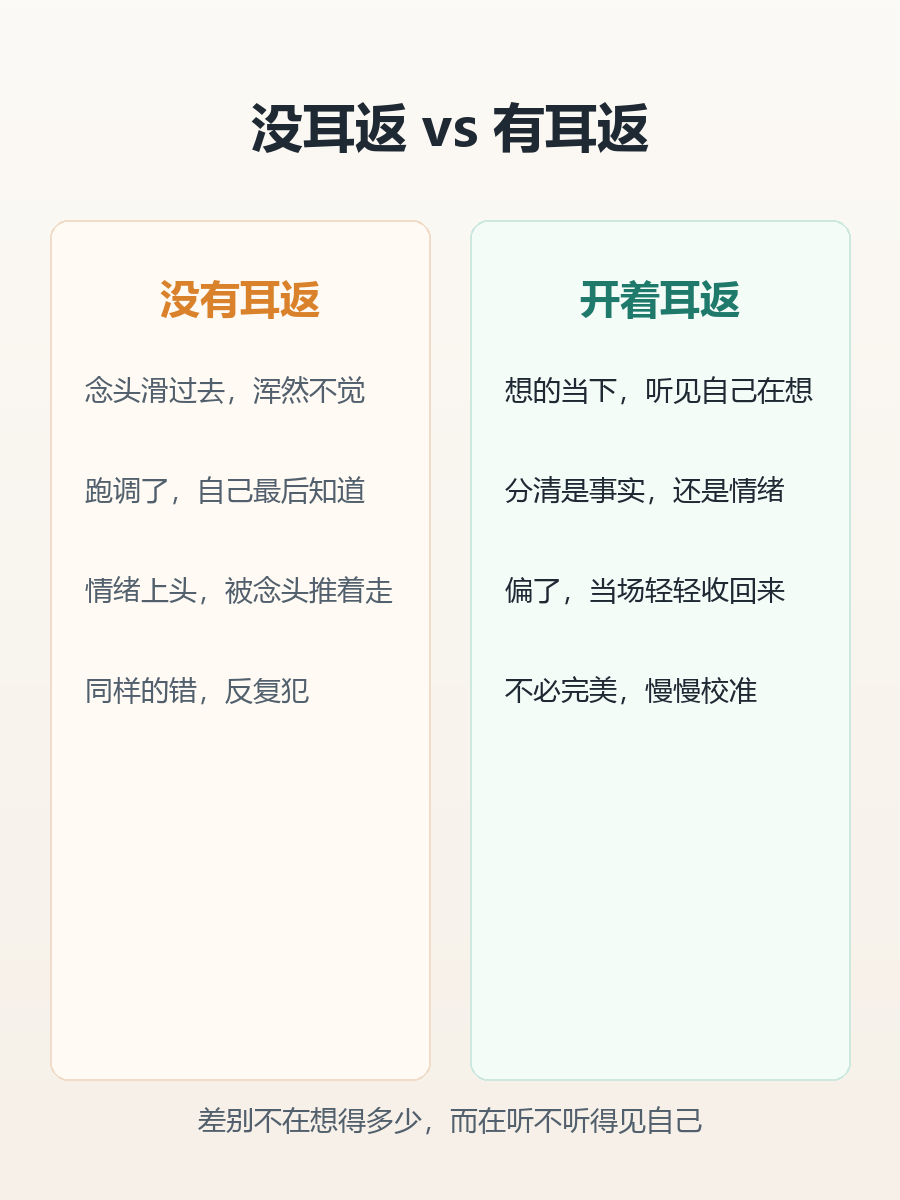 没耳返 vs 有耳返
没有耳返
念头滑过去，浑然不觉
跑调了，自己最后知道
情绪上头，被念头推着走
同样的错，反复犯
开着耳返
想的当下，听见自己在想
分清是事实，还是情绪
偏了，当场轻轻收回来
不必完美，慢慢校准
差别不在想得多少，而在听不听得见自己